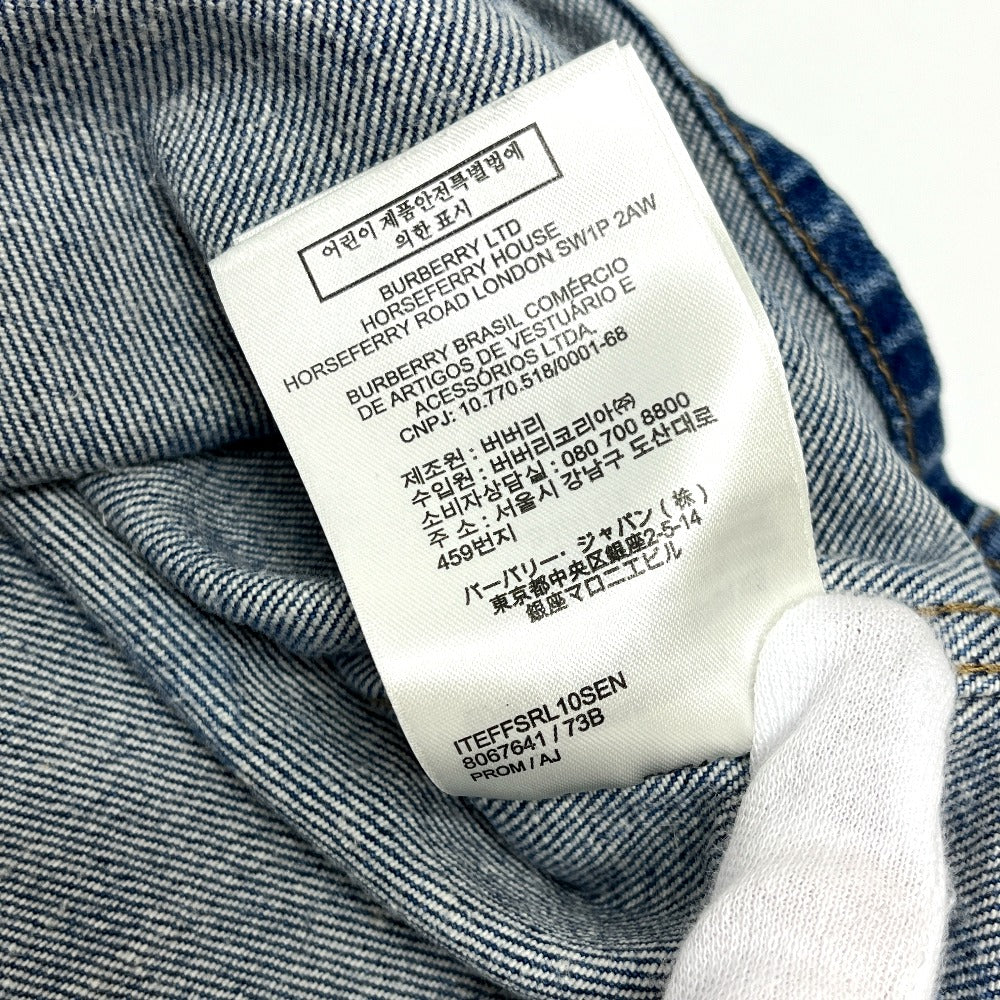 어린이 제품안전특별법에
의한 표시
BURBERRY LTD
HORSEFERRY HOUSE
HORSEFERRY ROAD LONDON SW1P 2AW
BURBERRY BRASIL COMÉRCIO
DE ARTIGOS DE VESTUÁRIO E
ACESSÓRIOS LTDA.
CNPJ: 10.770.518/0001-68
제조원 : 버버리
수입원 : 버버리코리아㈜
소비자상담실 : 080 700 8800
주 소 : 서울시 강남구 도산대로
459번지
バーバリー・ジャパン(株)
東京都中央区銀座2-5-14
銀座マロニエビル
ITEFFSRL10SEN
8067641 / 73B
PROM / AJ